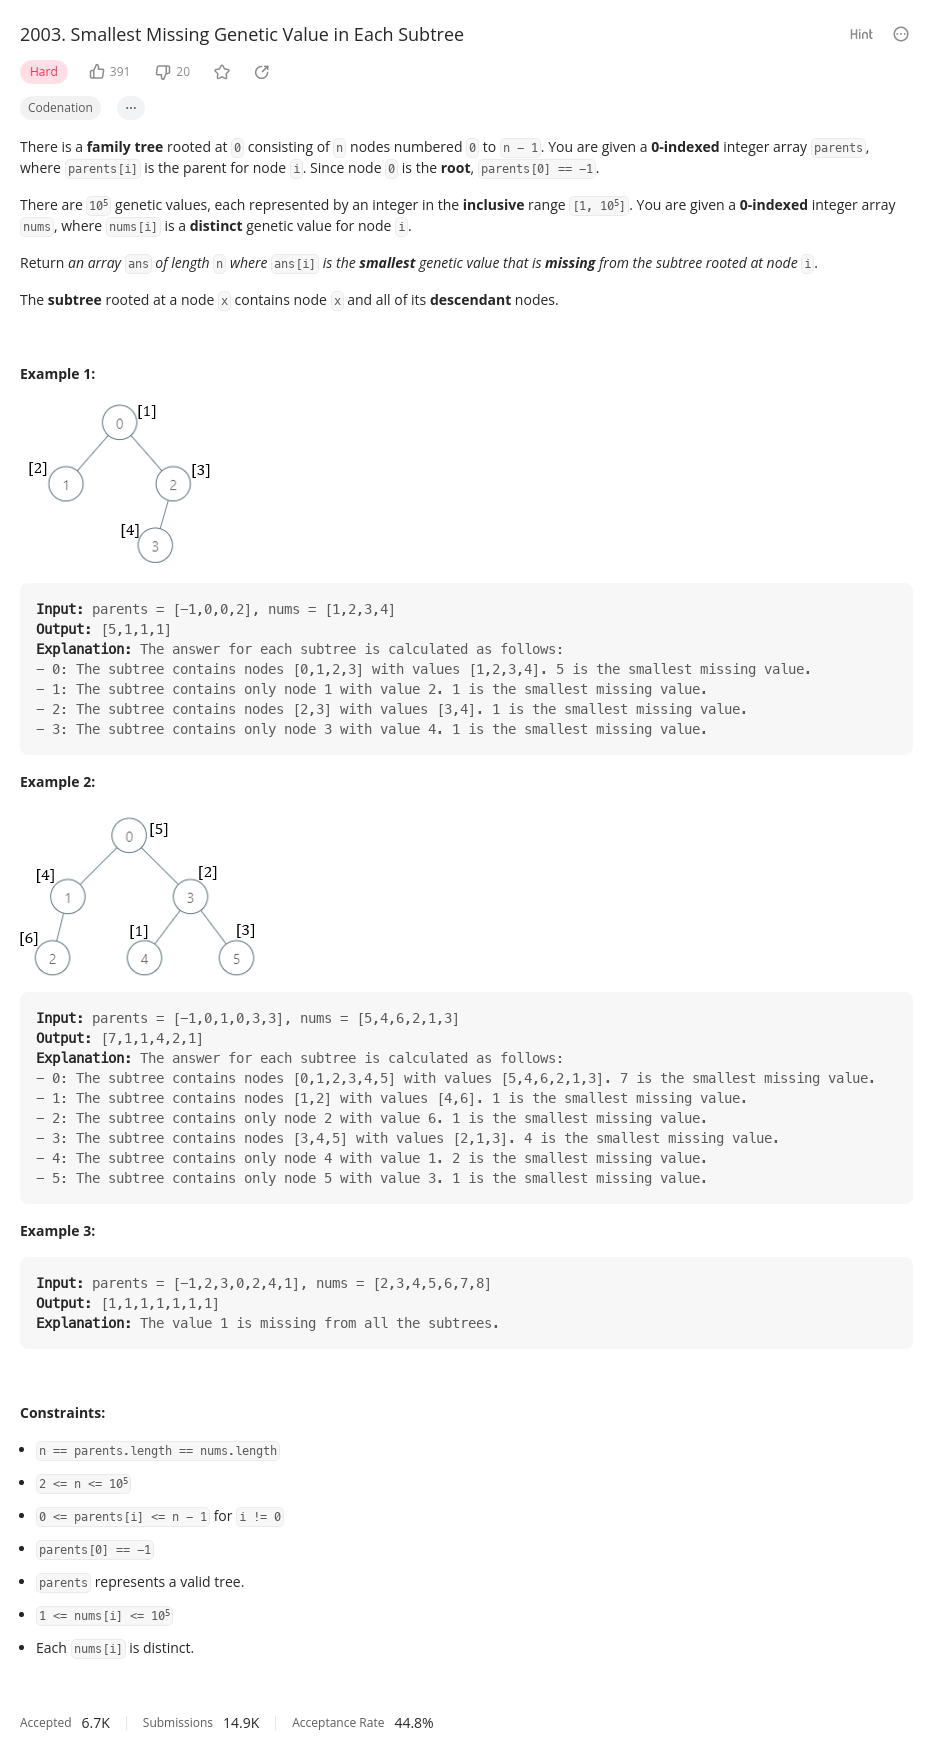 2003. Smallest Missing Genetic Value in Each Subtree
Hint
Hard 391 20
Codenation ...
There is a family tree rooted at 0 consisting of n nodes numbered 0 to n − 1. You are given a 0-indexed integer array parents,
where parents[i] is the parent for node i. Since node 0 is the root, parents[0] == −1.
There are 10⁵ genetic values, each represented by an integer in the inclusive range [1, 10⁵]. You are given a 0-indexed integer array
nums, where nums[i] is a distinct genetic value for node i.
Return an array ans of length n where ans[i] is the smallest genetic value that is missing from the subtree rooted at node i.
The subtree rooted at a node x contains node x and all of its descendant nodes.
Example 1:
[1]
0
[2] [3]
1 2
[4]
3
Input: parents = [−1,0,0,2], nums = [1,2,3,4]
Output: [5,1,1,1]
Explanation: The answer for each subtree is calculated as follows:
− 0: The subtree contains nodes [0,1,2,3] with values [1,2,3,4]. 5 is the smallest missing value.
− 1: The subtree contains only node 1 with value 2. 1 is the smallest missing value.
− 2: The subtree contains nodes [2,3] with values [3,4]. 1 is the smallest missing value.
− 3: The subtree contains only node 3 with value 4. 1 is the smallest missing value.
Example 2:
[5]
0
[4] [2]
1 3
[6] [1] [3]
2 4 5
Input: parents = [−1,0,1,0,3,3], nums = [5,4,6,2,1,3]
Output: [7,1,1,4,2,1]
Explanation: The answer for each subtree is calculated as follows:
− 0: The subtree contains nodes [0,1,2,3,4,5] with values [5,4,6,2,1,3]. 7 is the smallest missing value.
− 1: The subtree contains nodes [1,2] with values [4,6]. 1 is the smallest missing value.
− 2: The subtree contains only node 2 with value 6. 1 is the smallest missing value.
− 3: The subtree contains nodes [3,4,5] with values [2,1,3]. 4 is the smallest missing value.
− 4: The subtree contains only node 4 with value 1. 2 is the smallest missing value.
− 5: The subtree contains only node 5 with value 3. 1 is the smallest missing value.
Example 3:
Input: parents = [−1,2,3,0,2,4,1], nums = [2,3,4,5,6,7,8]
Output: [1,1,1,1,1,1,1]
Explanation: The value 1 is missing from all the subtrees.
Constraints:
• n == parents.length == nums.length
• 2 <= n <= 10⁵
• 0 <= parents[i] <= n − 1 for i != 0
• parents[0] == −1
• parents represents a valid tree.
• 1 <= nums[i] <= 10⁵
• Each nums[i] is distinct.
Accepted 6.7K Submissions 14.9K Acceptance Rate 44.8%